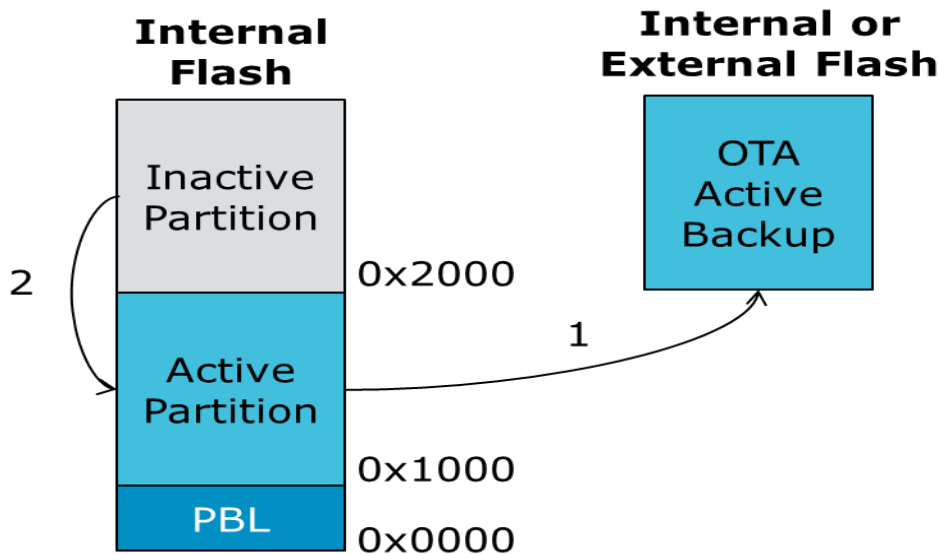 Internal
Flash
Internal or
External Flash
Inactive
Partition
OTA
Active
Backup
0x2000
2
1
Active
Partition
0x1000
PBL
0x0000